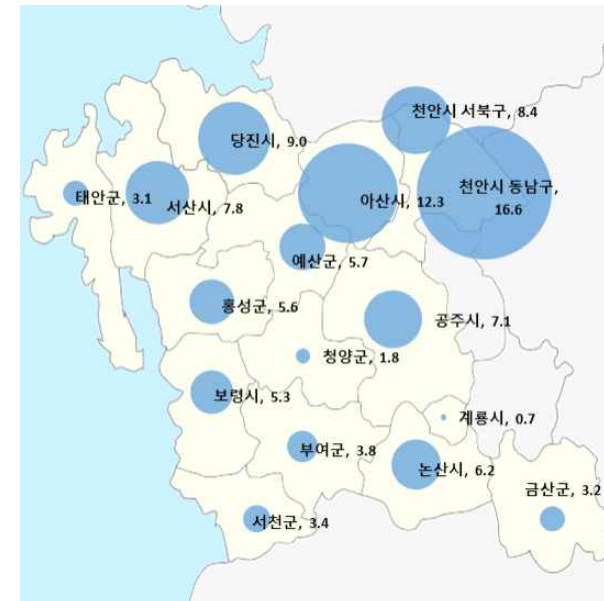 천안시 서북구, 8.4
당진시, 9.0
천안시 동남구,
16.6
태안군, 3.1
서산시, 7.8
아산시, 12.3
예산군, 5.7
홍성군, 5.6
공주시, 7.1
청양군, 1.8
보령시, 5.3
계룡시, 0.7
부여군, 3.8
논산시, 6.2
금산군, 3.2
서천군, 3.4